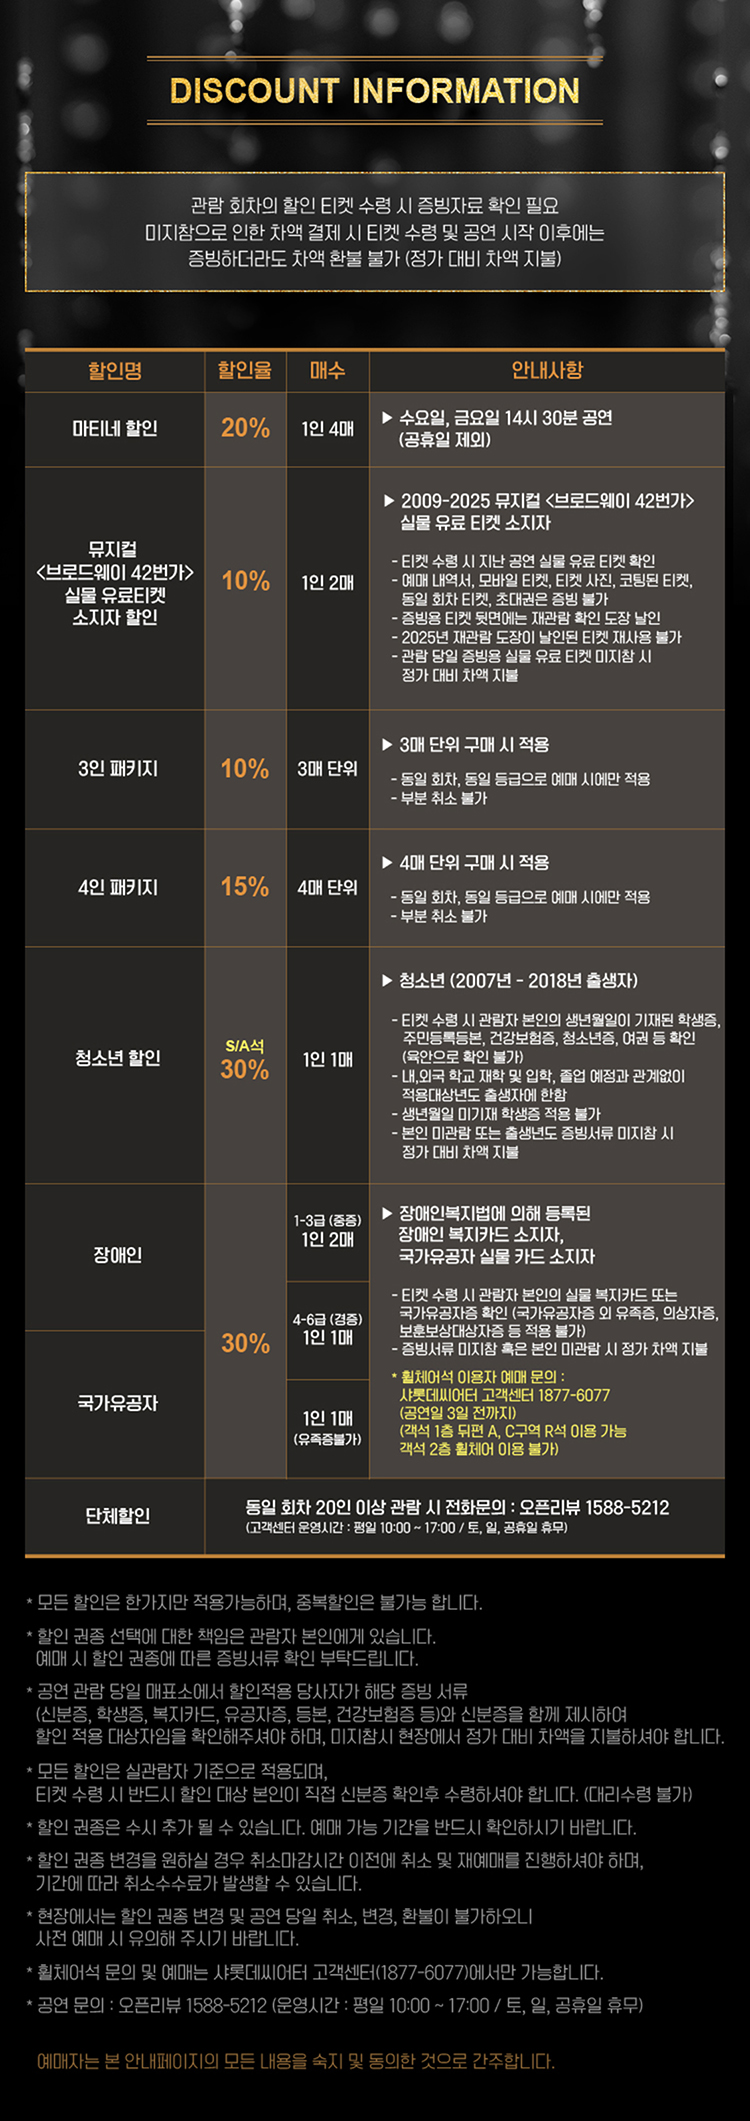 DISCOUNT INFORMATION
관람 회차의 할인 티켓 수령 시 증빙자료 확인 필요
미지참으로 인한 차액 결제 시 티켓 수령 및 공연 시작 이후에는
증빙하더라도 차액 환불 불가 (정가 대비 차액 지불)
할인명 할인율 매수 안내사항
마티네 할인 20% 1인 4매
▶ 수요일, 금요일 14시 30분 공연
(공휴일 제외)
뮤지컬
<브로드웨이 42번가>
실물 유료티켓
소지자 할인
10%
1인 2매
▶ 2009-2025 뮤지컬 <브로드웨이 42번가>
실물 유료 티켓 소지자
- 티켓 수령 시 지난 공연 실물 유료 티켓 확인
- 예매 내역서, 모바일 티켓, 티켓 사진, 코팅된 티켓,
동일 회차 티켓, 초대권은 증빙 불가
- 증빙용 티켓 뒷면에는 재관람 확인 도장 날인
- 2025년 재관람 도장이 날인된 티켓 재사용 불가
- 관람 당일 증빙용 실물 유료 티켓 미지참 시
정가 대비 차액 지불
3인 패키지 10% 3매 단위
▶ 3매 단위 구매 시 적용
- 동일 회차, 동일 등급으로 예매 시에만 적용
- 부분 취소 불가
4인 패키지 15% 4매 단위
▶ 4매 단위 구매 시 적용
- 동일 회차, 동일 등급으로 예매 시에만 적용
- 부분 취소 불가
청소년 할인
S/A석
30%
1인 1매
▶ 청소년 (2007년 - 2018년 출생자)
- 티켓 수령 시 관람자 본인의 생년월일이 기재된 학생증,
주민등록등본, 건강보험증, 청소년증, 여권 등 확인
(육안으로 확인 불가)
- 내,외국 학교 재학 및 입학, 졸업 예정과 관계없이
적용대상년도 출생자에 한함
- 생년월일 미기재 학생증 적용 불가
- 본인 미관람 또는 출생년도 증빙서류 미지참 시
정가 대비 차액 지불
장애인
국가유공자
30%
1-3급 (중증)
1인 2매
4-6급 (경증)
1인 1매
1인 1매
(유족증불가)
▶ 장애인복지법에 의해 등록된
장애인 복지카드 소지자,
국가유공자 실물 카드 소지자
- 티켓 수령 시 관람자 본인의 실물 복지카드 또는
국가유공자증 확인 (국가유공자증 외 유족증, 의상자증,
보훈보상대상자증 등 적용 불가)
- 증빙서류 미지참 혹은 본인 미관람 시 정가 차액 지불
* 휠체어석 이용자 예매 문의 :
샤롯데씨어터 고객센터 1877-6077
(공연일 3일 전까지)
(객석 1층 뒤편 A, C구역 R석 이용 가능
객석 2층 휠체어 이용 불가)
단체할인
동일 회차 20인 이상 관람 시 전화문의 : 오픈리뷰 1588-5212
(고객센터 운영시간 : 평일 10:00 ~ 17:00 / 토, 일, 공휴일 휴무)
* 모든 할인은 한가지만 적용가능하며, 중복할인은 불가능 합니다.
* 할인 권종 선택에 대한 책임은 관람자 본인에게 있습니다.
예매 시 할인 권종에 따른 증빙서류 확인 부탁드립니다.
* 공연 관람 당일 매표소에서 할인적용 당사자가 해당 증빙 서류
(신분증, 학생증, 복지카드, 유공자증, 등본, 건강보험증 등)와 신분증을 함께 제시하여
할인 적용 대상자임을 확인해주셔야 하며, 미지참시 현장에서 정가 대비 차액을 지불하셔야 합니다.
* 모든 할인은 실관람자 기준으로 적용되며,
티켓 수령 시 반드시 할인 대상 본인이 직접 신분증 확인후 수령하셔야 합니다. (대리수령 불가)
* 할인 권종은 수시 추가 될 수 있습니다. 예매 가능 기간을 반드시 확인하시기 바랍니다.
* 할인 권종 변경을 원하실 경우 취소마감시간 이전에 취소 및 재예매를 진행하셔야 하며,
기간에 따라 취소수수료가 발생할 수 있습니다.
* 현장에서는 할인 권종 변경 및 공연 당일 취소, 변경, 환불이 불가하오니
사전 예매 시 유의해 주시기 바랍니다.
* 휠체어석 문의 및 예매는 샤롯데씨어터 고객센터(1877-6077)에서만 가능합니다.
* 공연 문의 : 오픈리뷰 1588-5212 (운영시간 : 평일 10:00 ~ 17:00 / 토, 일, 공휴일 휴무)
예매자는 본 안내페이지의 모든 내용을 숙지 및 동의한 것으로 간주합니다.